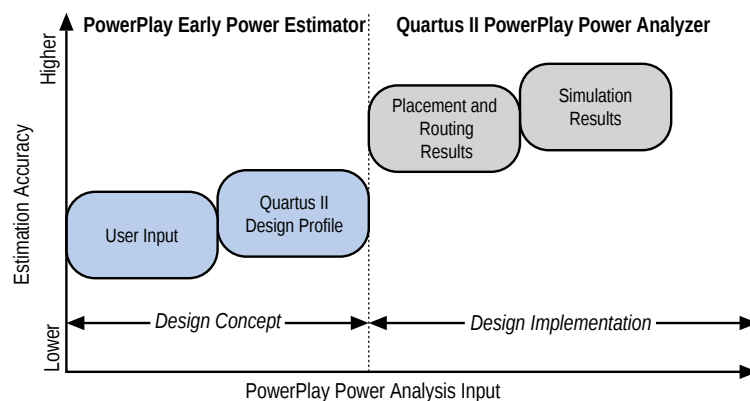 PowerPlay Early Power Estimator
Quartus II PowerPlay Power Analyzer
Higher
Estimation Accuracy
Lower
Placement and
Routing
Results
Simulation
Results
User Input
Quartus II
Design Profile
Design Concept
Design Implementation
PowerPlay Power Analysis Input